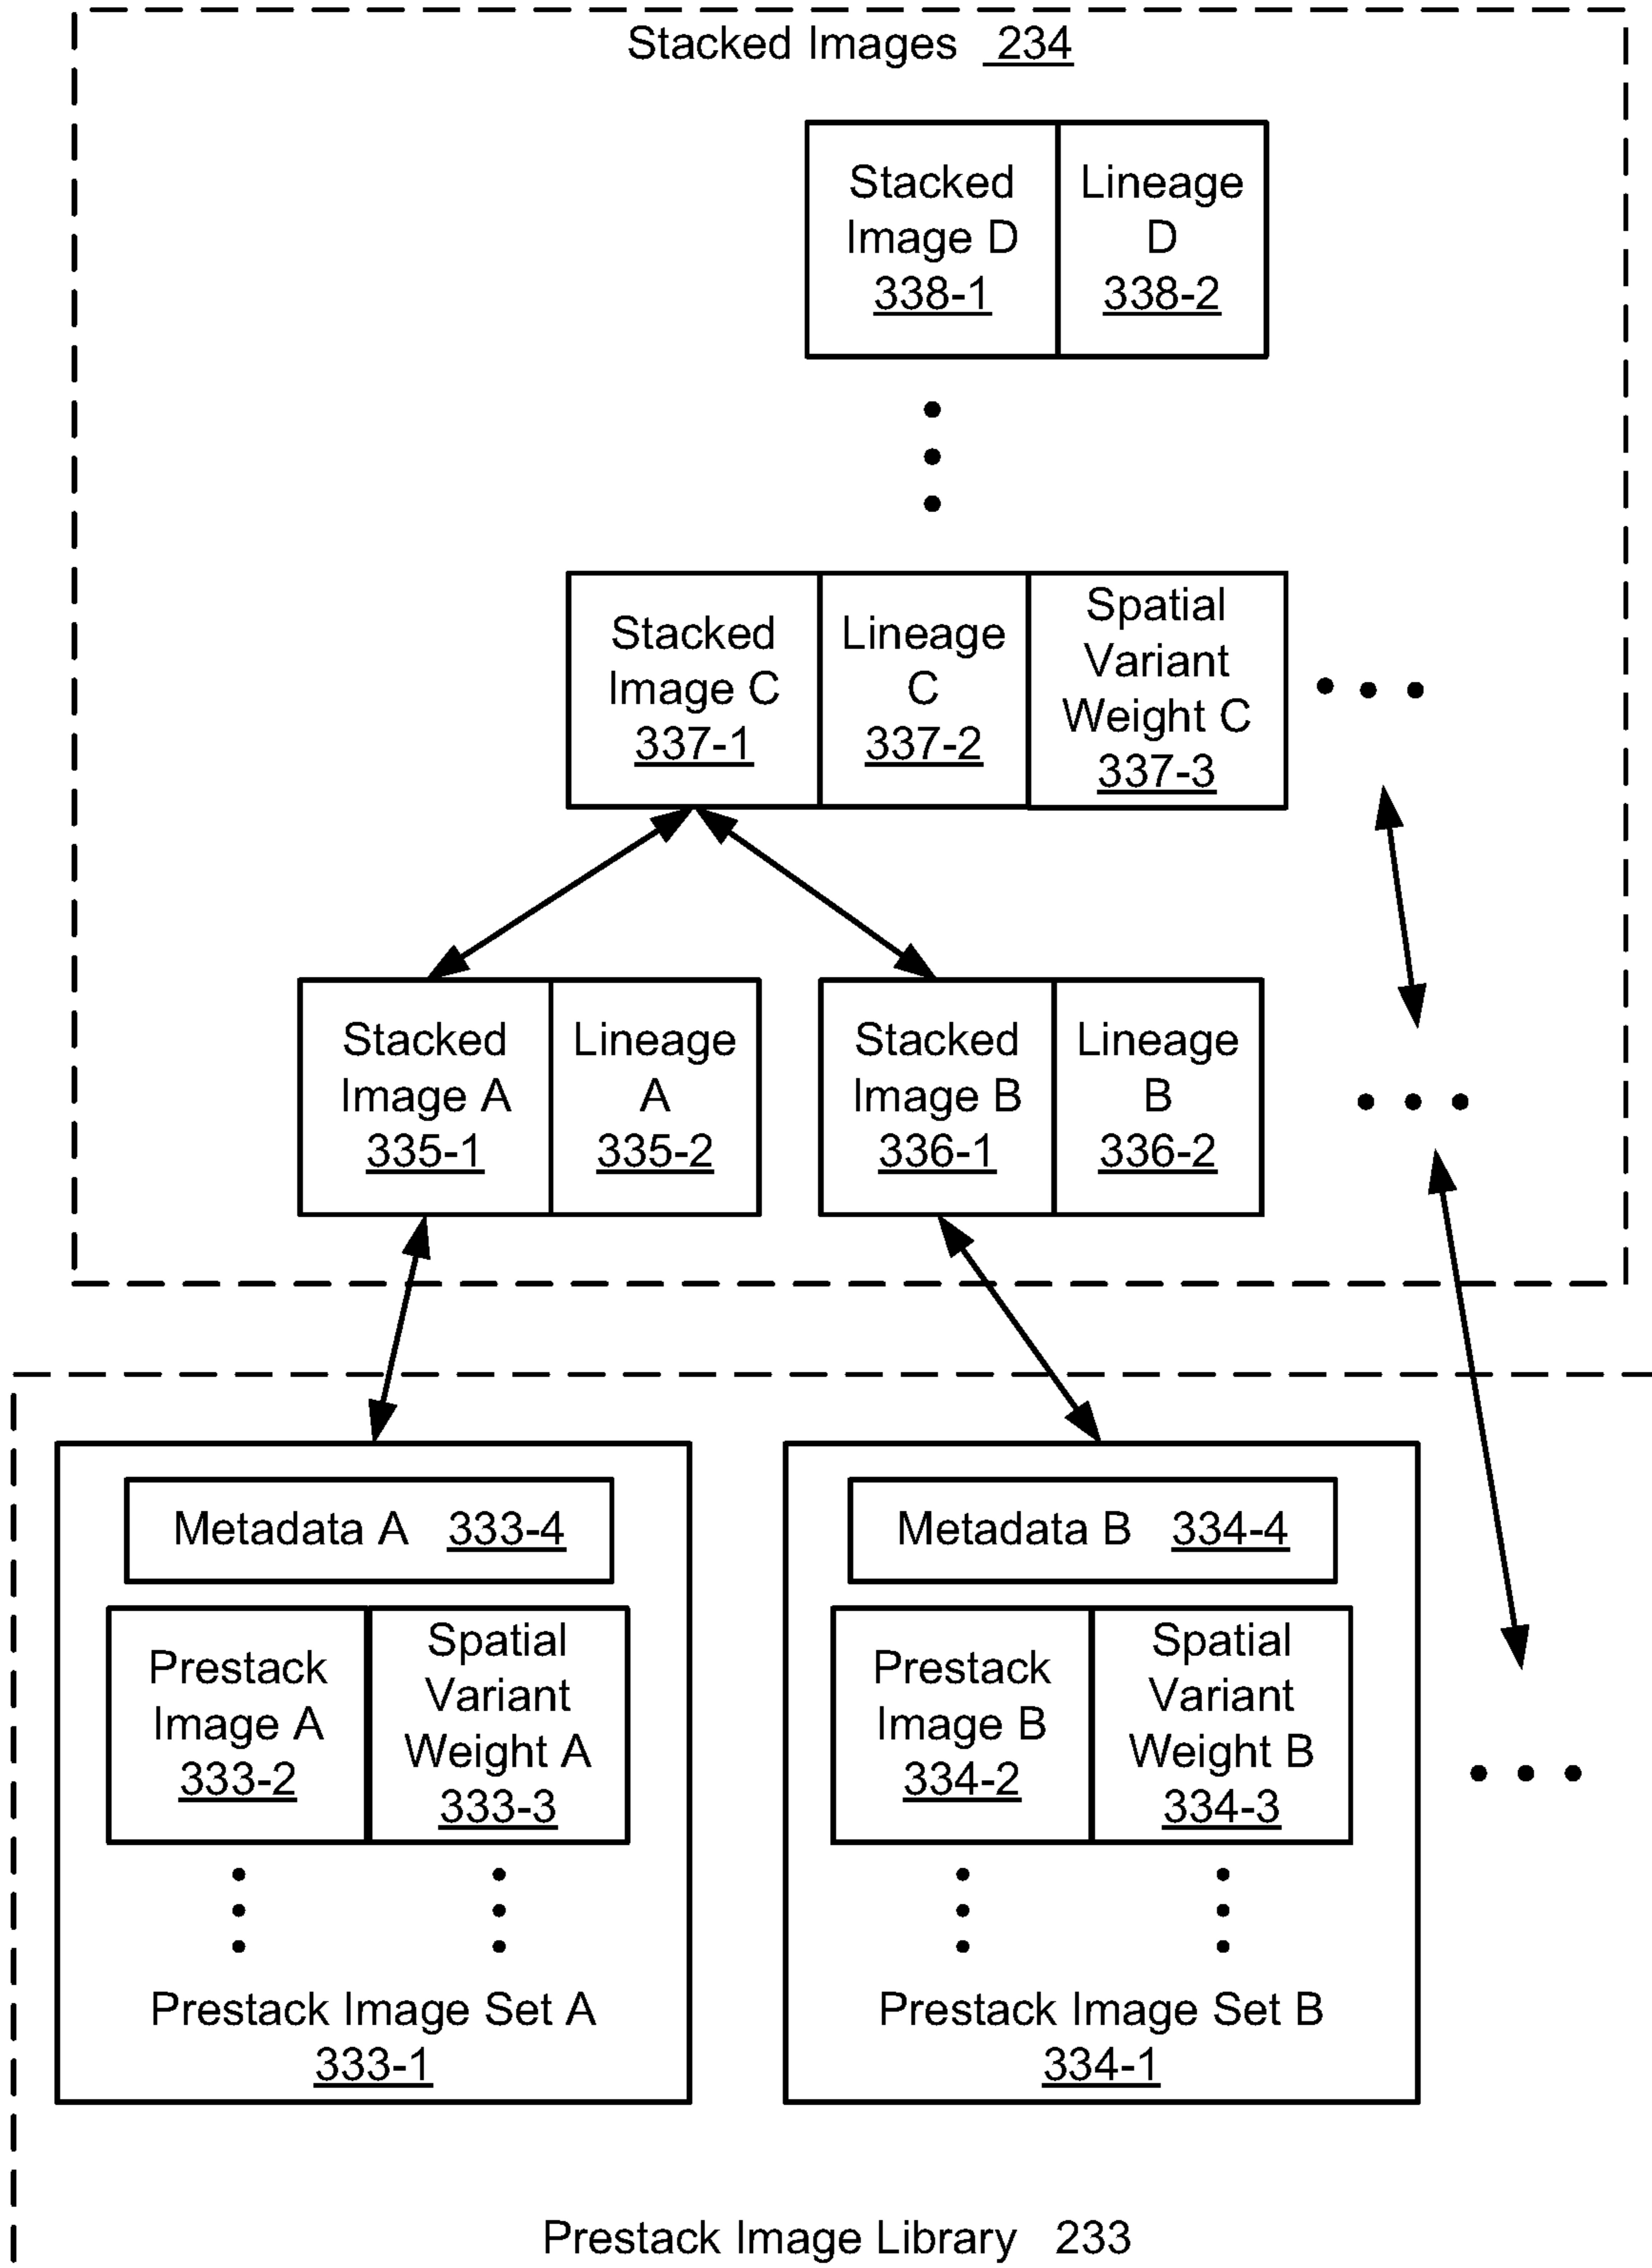 Stacked Images 234
Stacked
Image D
338-1
Lineage
D
338-2
Stacked
Image C
337-1
Lineage
C
337-2
Spatial
Variant
Weight C
337-3
Stacked
Image A
335-1
Lineage
A
335-2
Stacked
Image B
336-1
Lineage
B
336-2
Metadata A 333-4
Prestack
Image A
333-2
Spatial
Variant
Weight A
333-3
Prestack Image Set A
333-1
Metadata B 334-4
Prestack
Image B
334-2
Spatial
Variant
Weight B
334-3
Prestack Image Set B
334-1
Prestack Image Library 233